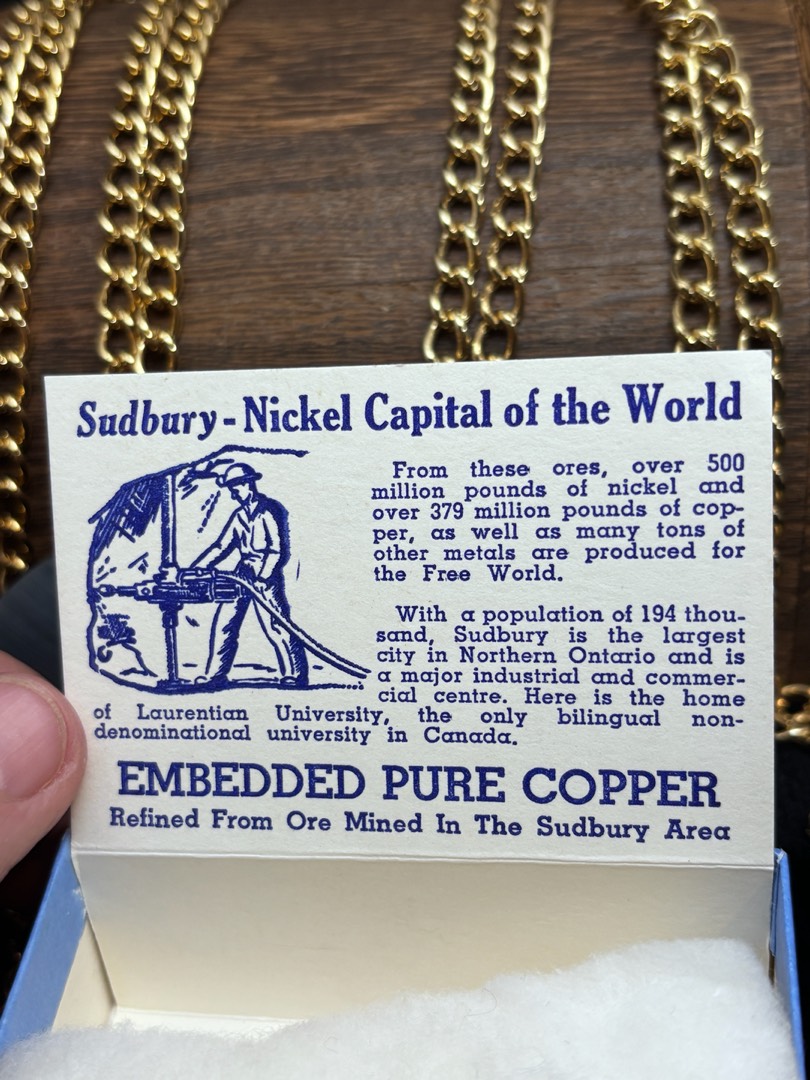 Sudbury - Nickel Capital of the World
From these ores, over 500
million pounds of nickel and
over 379 million pounds of cop-
per, as well as many tons of
other metals are produced for
the Free World.
With a population of 194 thou-
sand, Sudbury is the largest
city in Northern Ontario and is
a major industrial and commer-
cial centre. Here is the home
of Laurentian University, the only bilingual non-
denominational university in Canada.
EMBEDDED PURE COPPER
Refined From Ore Mined In The Sudbury Area